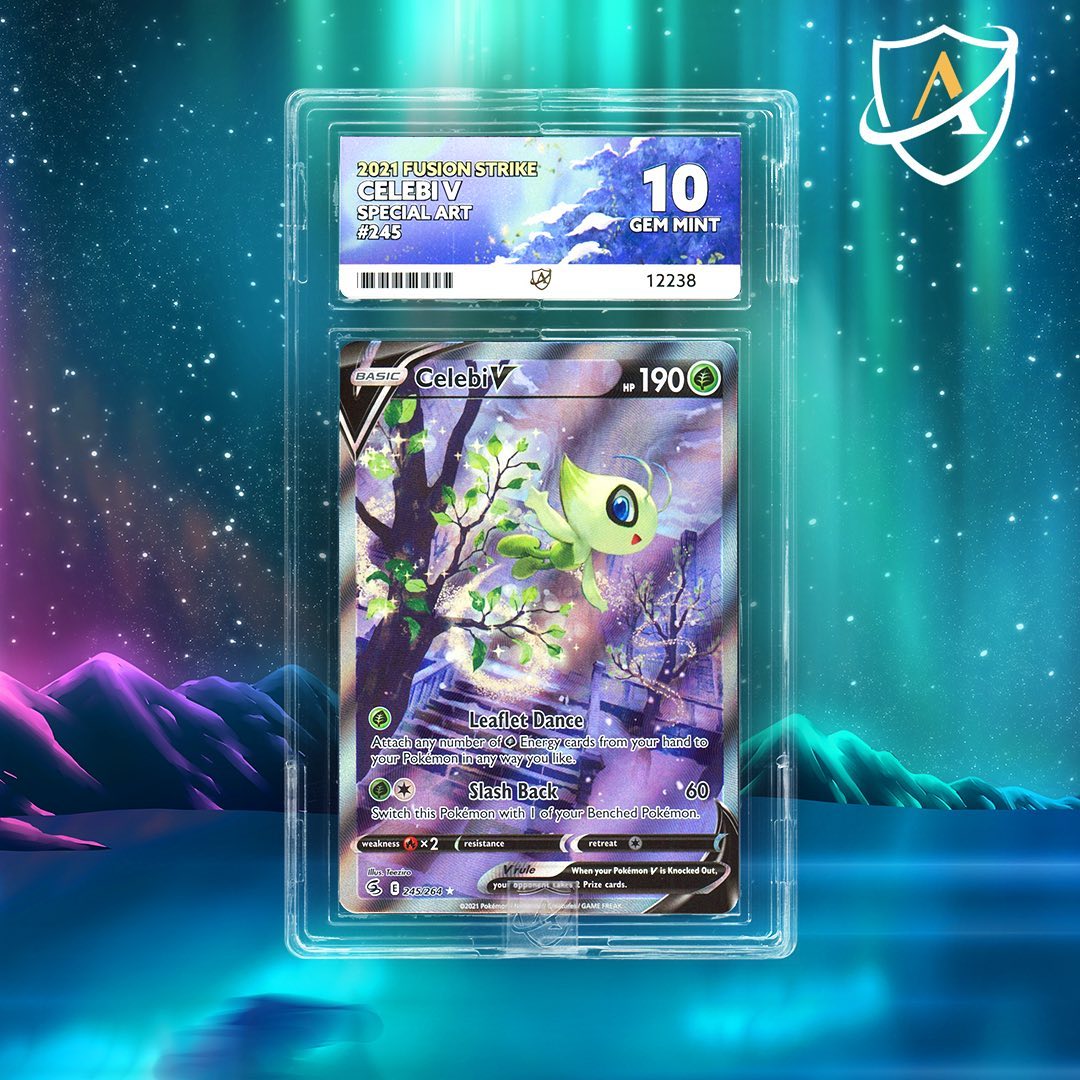 A
2021 FUSION STRIKE
CELEBI V
SPECIAL ART
#245
10
GEM MINT
12238
BASIC Celebi V HP 190
Leaflet Dance
Attach any number of Energy cards from your hand to
your Pokémon in any way you like.
Slash Back 60
Switch this Pokémon with 1 of your Benched Pokémon.
weakness ×2 resistance retreat
V rule When your Pokémon V is Knocked Out,
your opponent takes 2 Prize cards.
Illus. Teeziro
E 245/264
©2021 Pokémon / Nintendo / Creatures / GAME FREAK